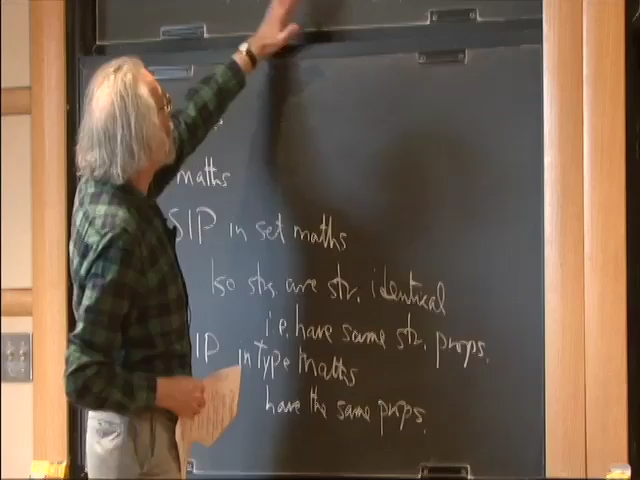 maths
SIP in set maths
Iso strs. are str. identical
i.e. have same str. props.
IP in type maths
have the same props.